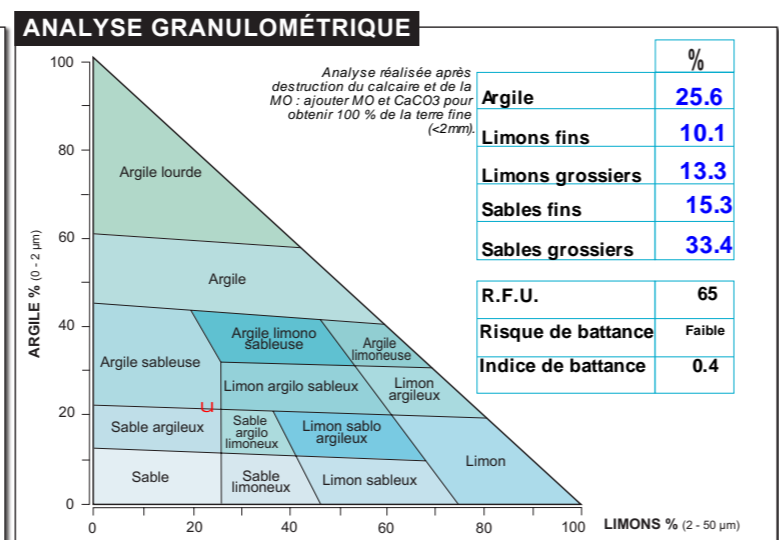 ANALYSE GRANULOMÉTRIQUE
Analyse réalisée après
destruction du calcaire et de la
MO : ajouter MO et CaCO3 pour
obtenir 100 % de la terre fine
(<2mm).
%
Argile 25.6
Limons fins 10.1
Limons grossiers 13.3
Sables fins 15.3
Sables grossiers 33.4
R.F.U. 65
Risque de battance Faible
Indice de battance 0.4
ARGILE % (0 - 2 µm)
100
80
60
40
20
0
Argile lourde
Argile
Argile limono
sableuse
Argile
limoneuse
Argile sableuse
Limon argilo sableux
Limon
argileux
u
Sable argileux
Sable
argilo
limoneux
Limon sablo
argileux
Limon
Sable
Sable
limoneux
Limon sableux
0 20 40 60 80 100 LIMONS % (2 - 50 µm)